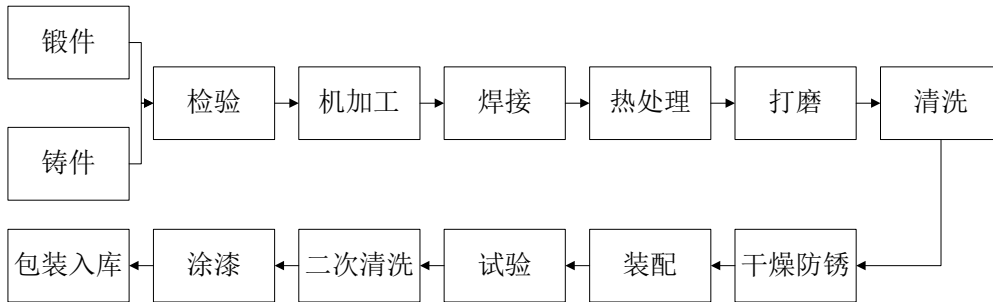 锻件
铸件
检验
机加工
焊接
热处理
打磨
清洗
干燥防锈
装配
试验
二次清洗
涂漆
包装入库